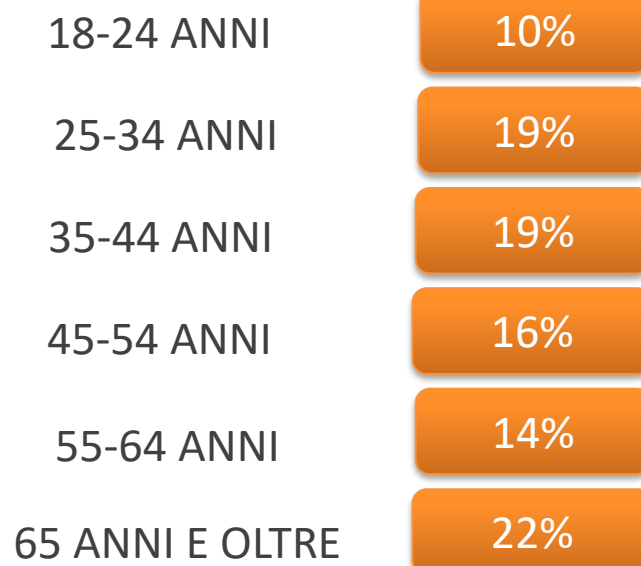 18-24 ANNI 10%
25-34 ANNI 19%
35-44 ANNI 19%
45-54 ANNI 16%
55-64 ANNI 14%
65 ANNI E OLTRE 22%